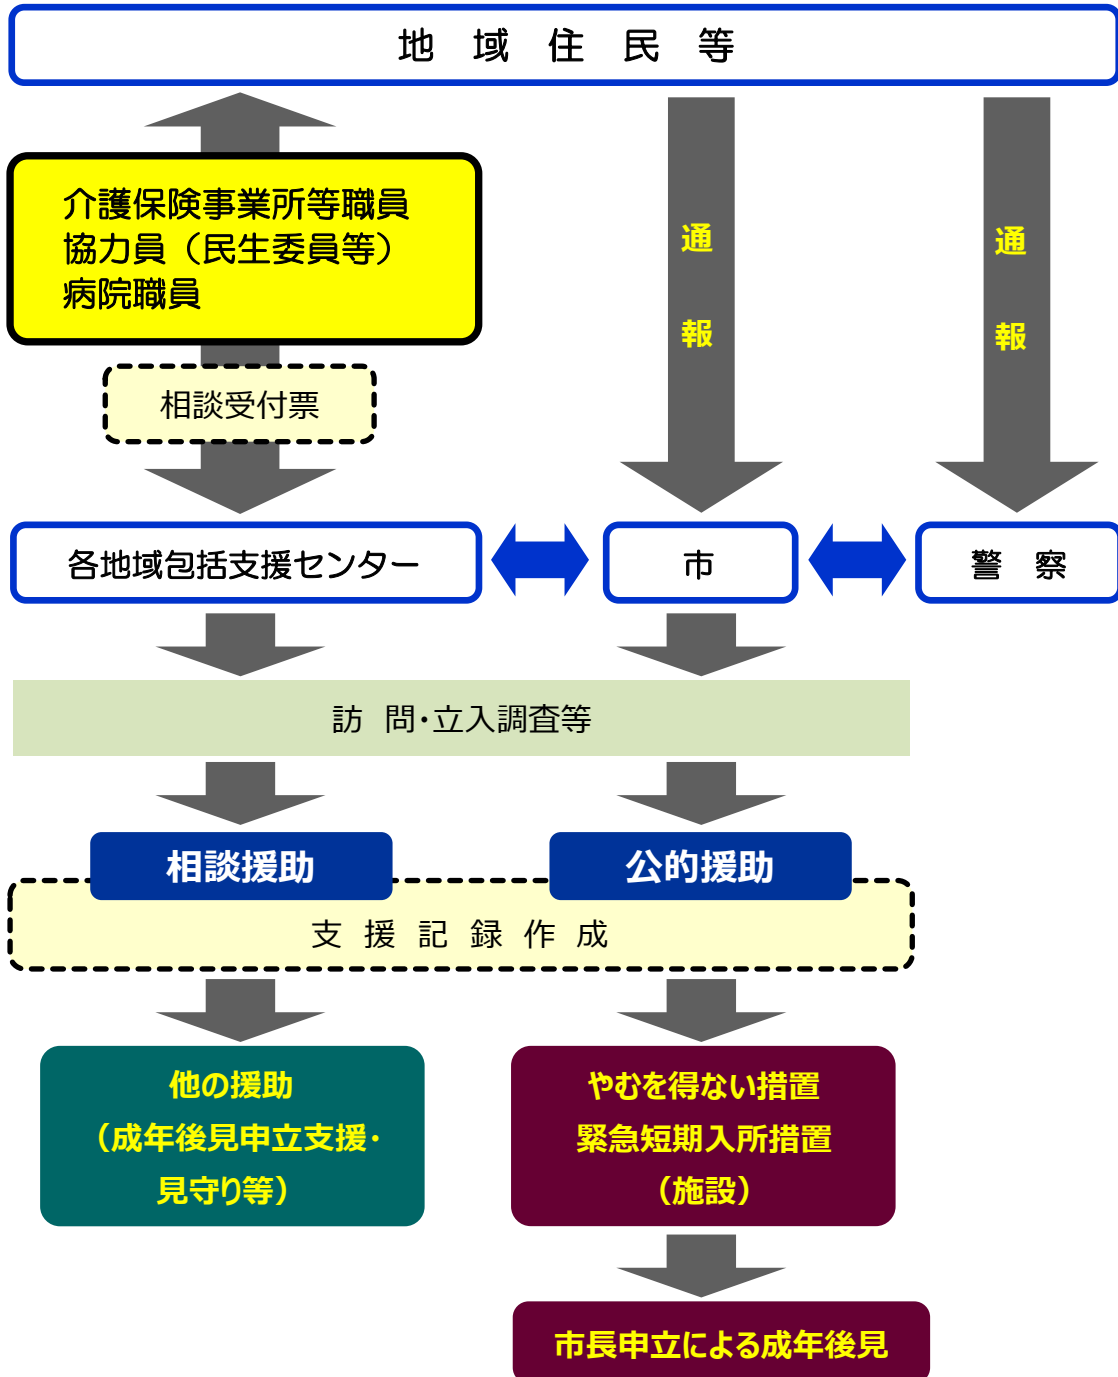 地 域 住 民 等
介護保険事業所等職員
協力員（民生委員等）
病院職員
通報
通報
相談受付票
各地域包括支援センター
市
警 察
訪 問・立入調査等
相談援助
公的援助
支 援 記 録 作 成
他の援助
（成年後見申立支援・
見守り等）
やむを得ない措置
緊急短期入所措置
（施設）
市長申立による成年後見